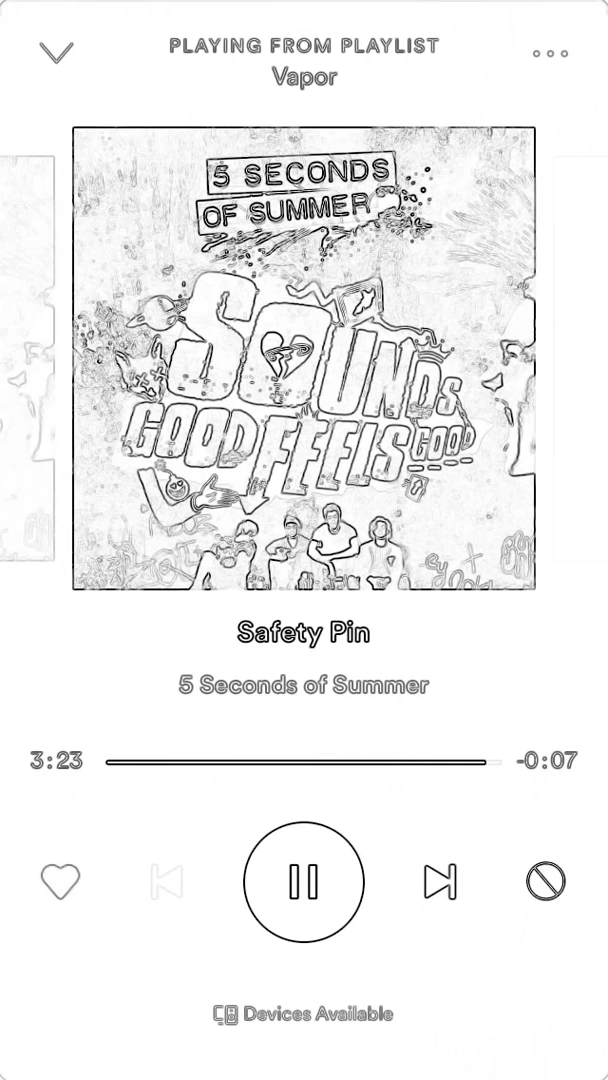 PLAYING FROM PLAYLIST
Vapor
5 SECONDS
OF SUMMER
SOUNDS
GOOD FEELS GOOD
Safety Pin
5 Seconds of Summer
3:23
-0:07
Devices Available